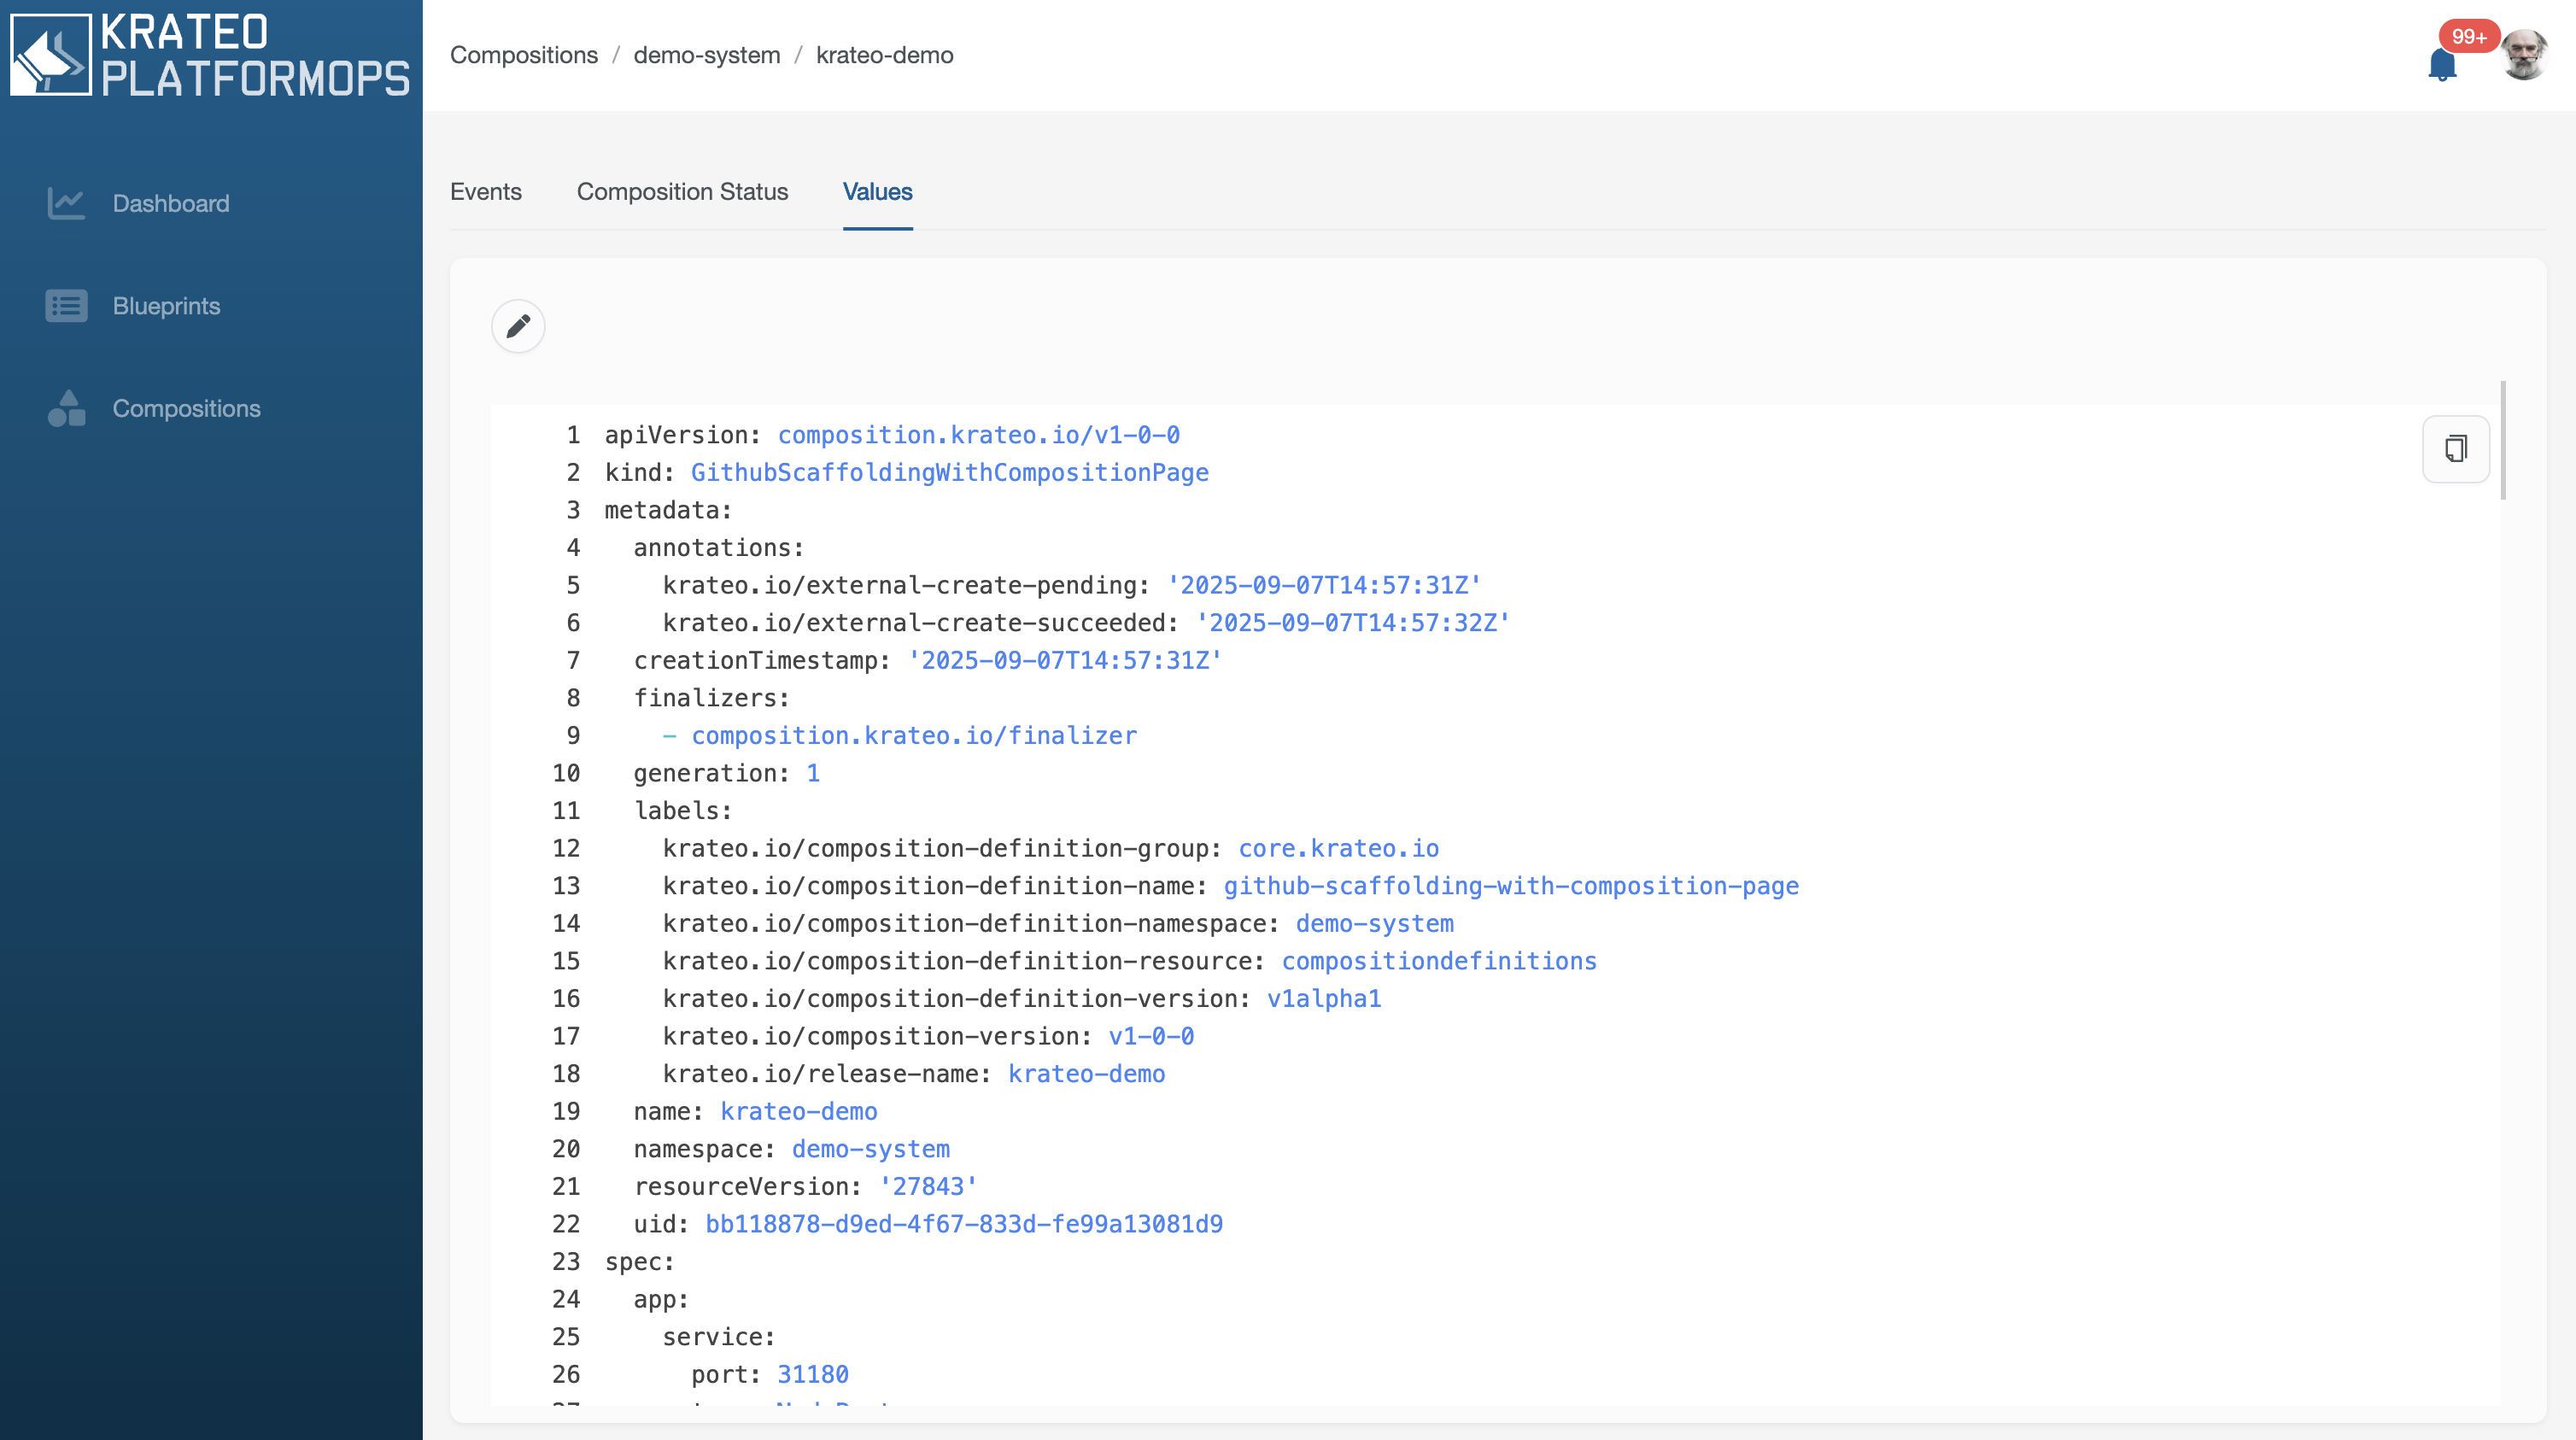 KRATEO
PLATFORMOPS
Compositions / demo-system / krateo-demo
99+
Dashboard
Blueprints
Compositions
Events Composition Status Values
1 apiVersion: composition.krateo.io/v1-0-0
2 kind: GithubScaffoldingWithCompositionPage
3 metadata:
4   annotations:
5     krateo.io/external-create-pending: '2025-09-07T14:57:31Z'
6     krateo.io/external-create-succeeded: '2025-09-07T14:57:32Z'
7   creationTimestamp: '2025-09-07T14:57:31Z'
8   finalizers:
9     - composition.krateo.io/finalizer
10   generation: 1
11   labels:
12     krateo.io/composition-definition-group: core.krateo.io
13     krateo.io/composition-definition-name: github-scaffolding-with-composition-page
14     krateo.io/composition-definition-namespace: demo-system
15     krateo.io/composition-definition-resource: compositiondefinitions
16     krateo.io/composition-definition-version: v1alpha1
17     krateo.io/composition-version: v1-0-0
18     krateo.io/release-name: krateo-demo
19   name: krateo-demo
20   namespace: demo-system
21   resourceVersion: '27843'
22   uid: bb118878-d9ed-4f67-833d-fe99a13081d9
23 spec:
24   app:
25     service:
26       port: 31180